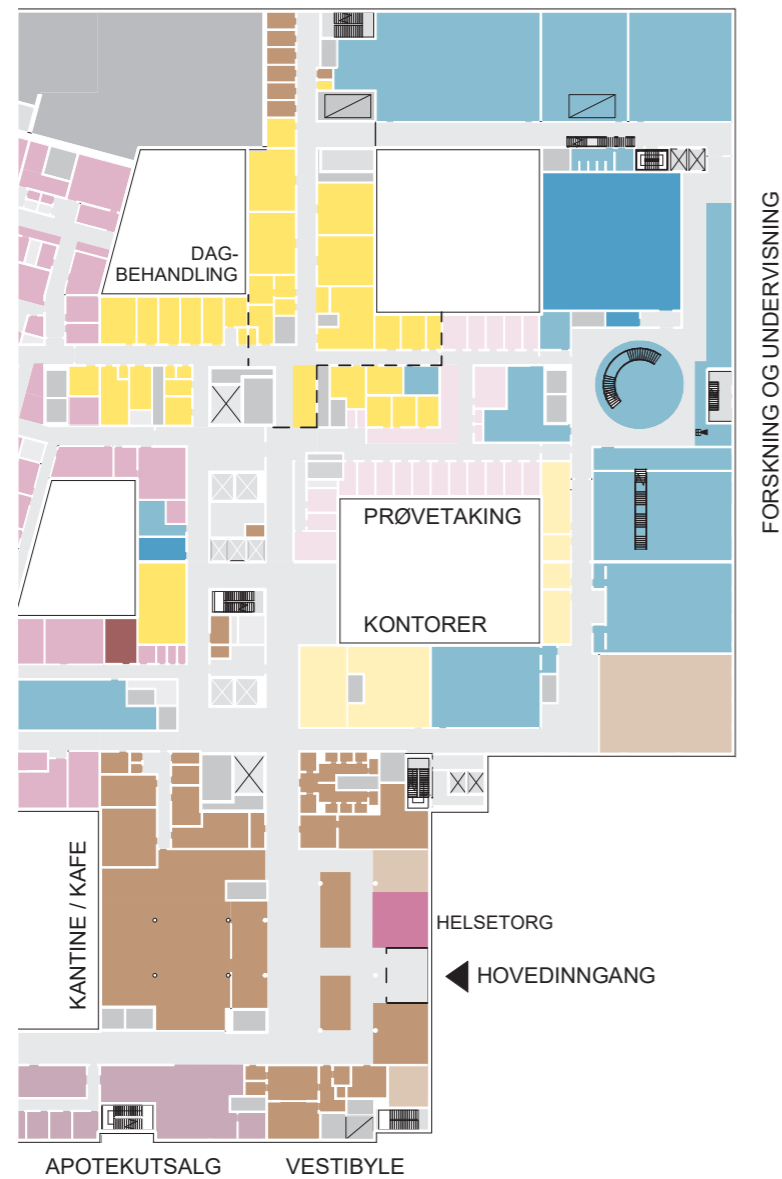 DAG-
BEHANDLING
FORSKNING OG UNDERVISNING
PRØVETAKING
KONTORER
KANTINE / KAFE
HELSETORG
HOVEDINNGANG
APOTEKUTSALG
VESTIBYLE